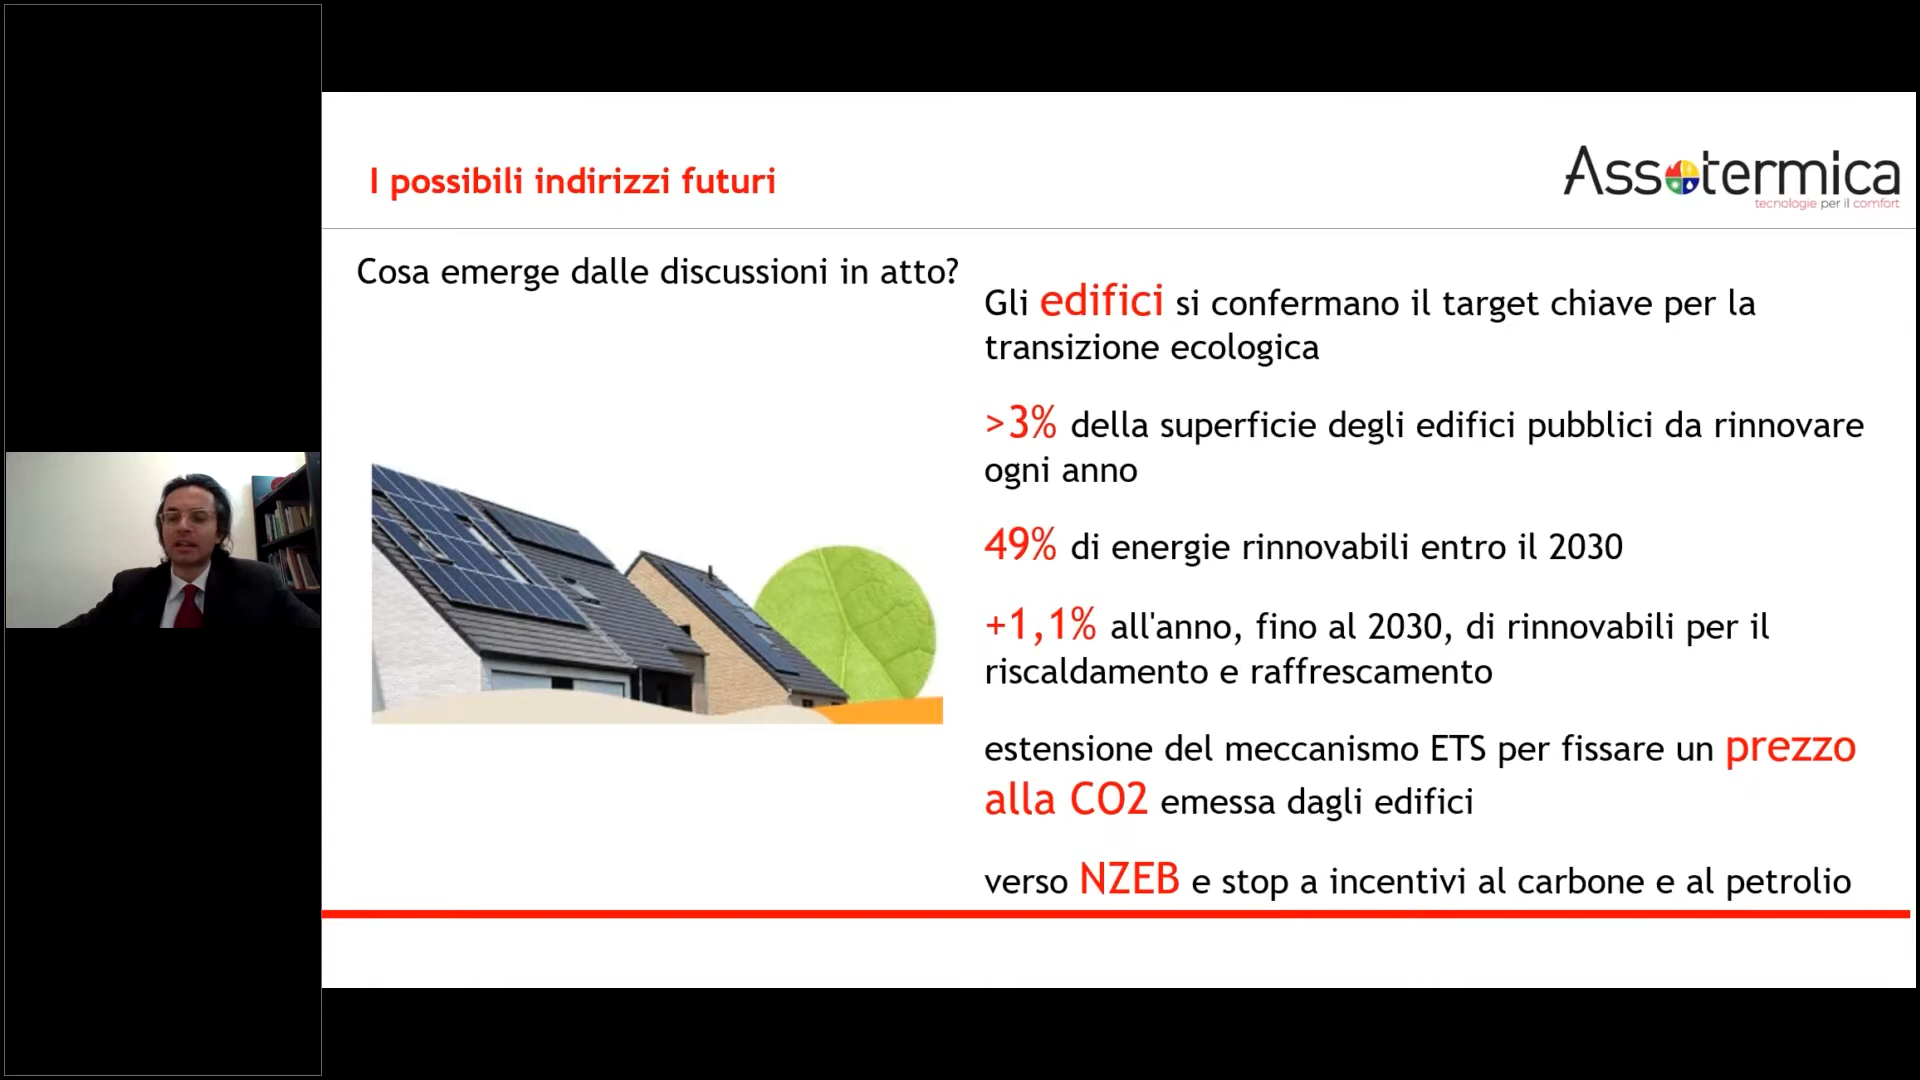 I possibili indirizzi futuri
Assotermica
tecnologie per il comfort
Cosa emerge dalle discussioni in atto?
Gli edifici si confermano il target chiave per la
transizione ecologica
>3% della superficie degli edifici pubblici da rinnovare
ogni anno
49% di energie rinnovabili entro il 2030
+1,1% all'anno, fino al 2030, di rinnovabili per il
riscaldamento e raffrescamento
estensione del meccanismo ETS per fissare un prezzo
alla CO2 emessa dagli edifici
verso NZEB e stop a incentivi al carbone e al petrolio